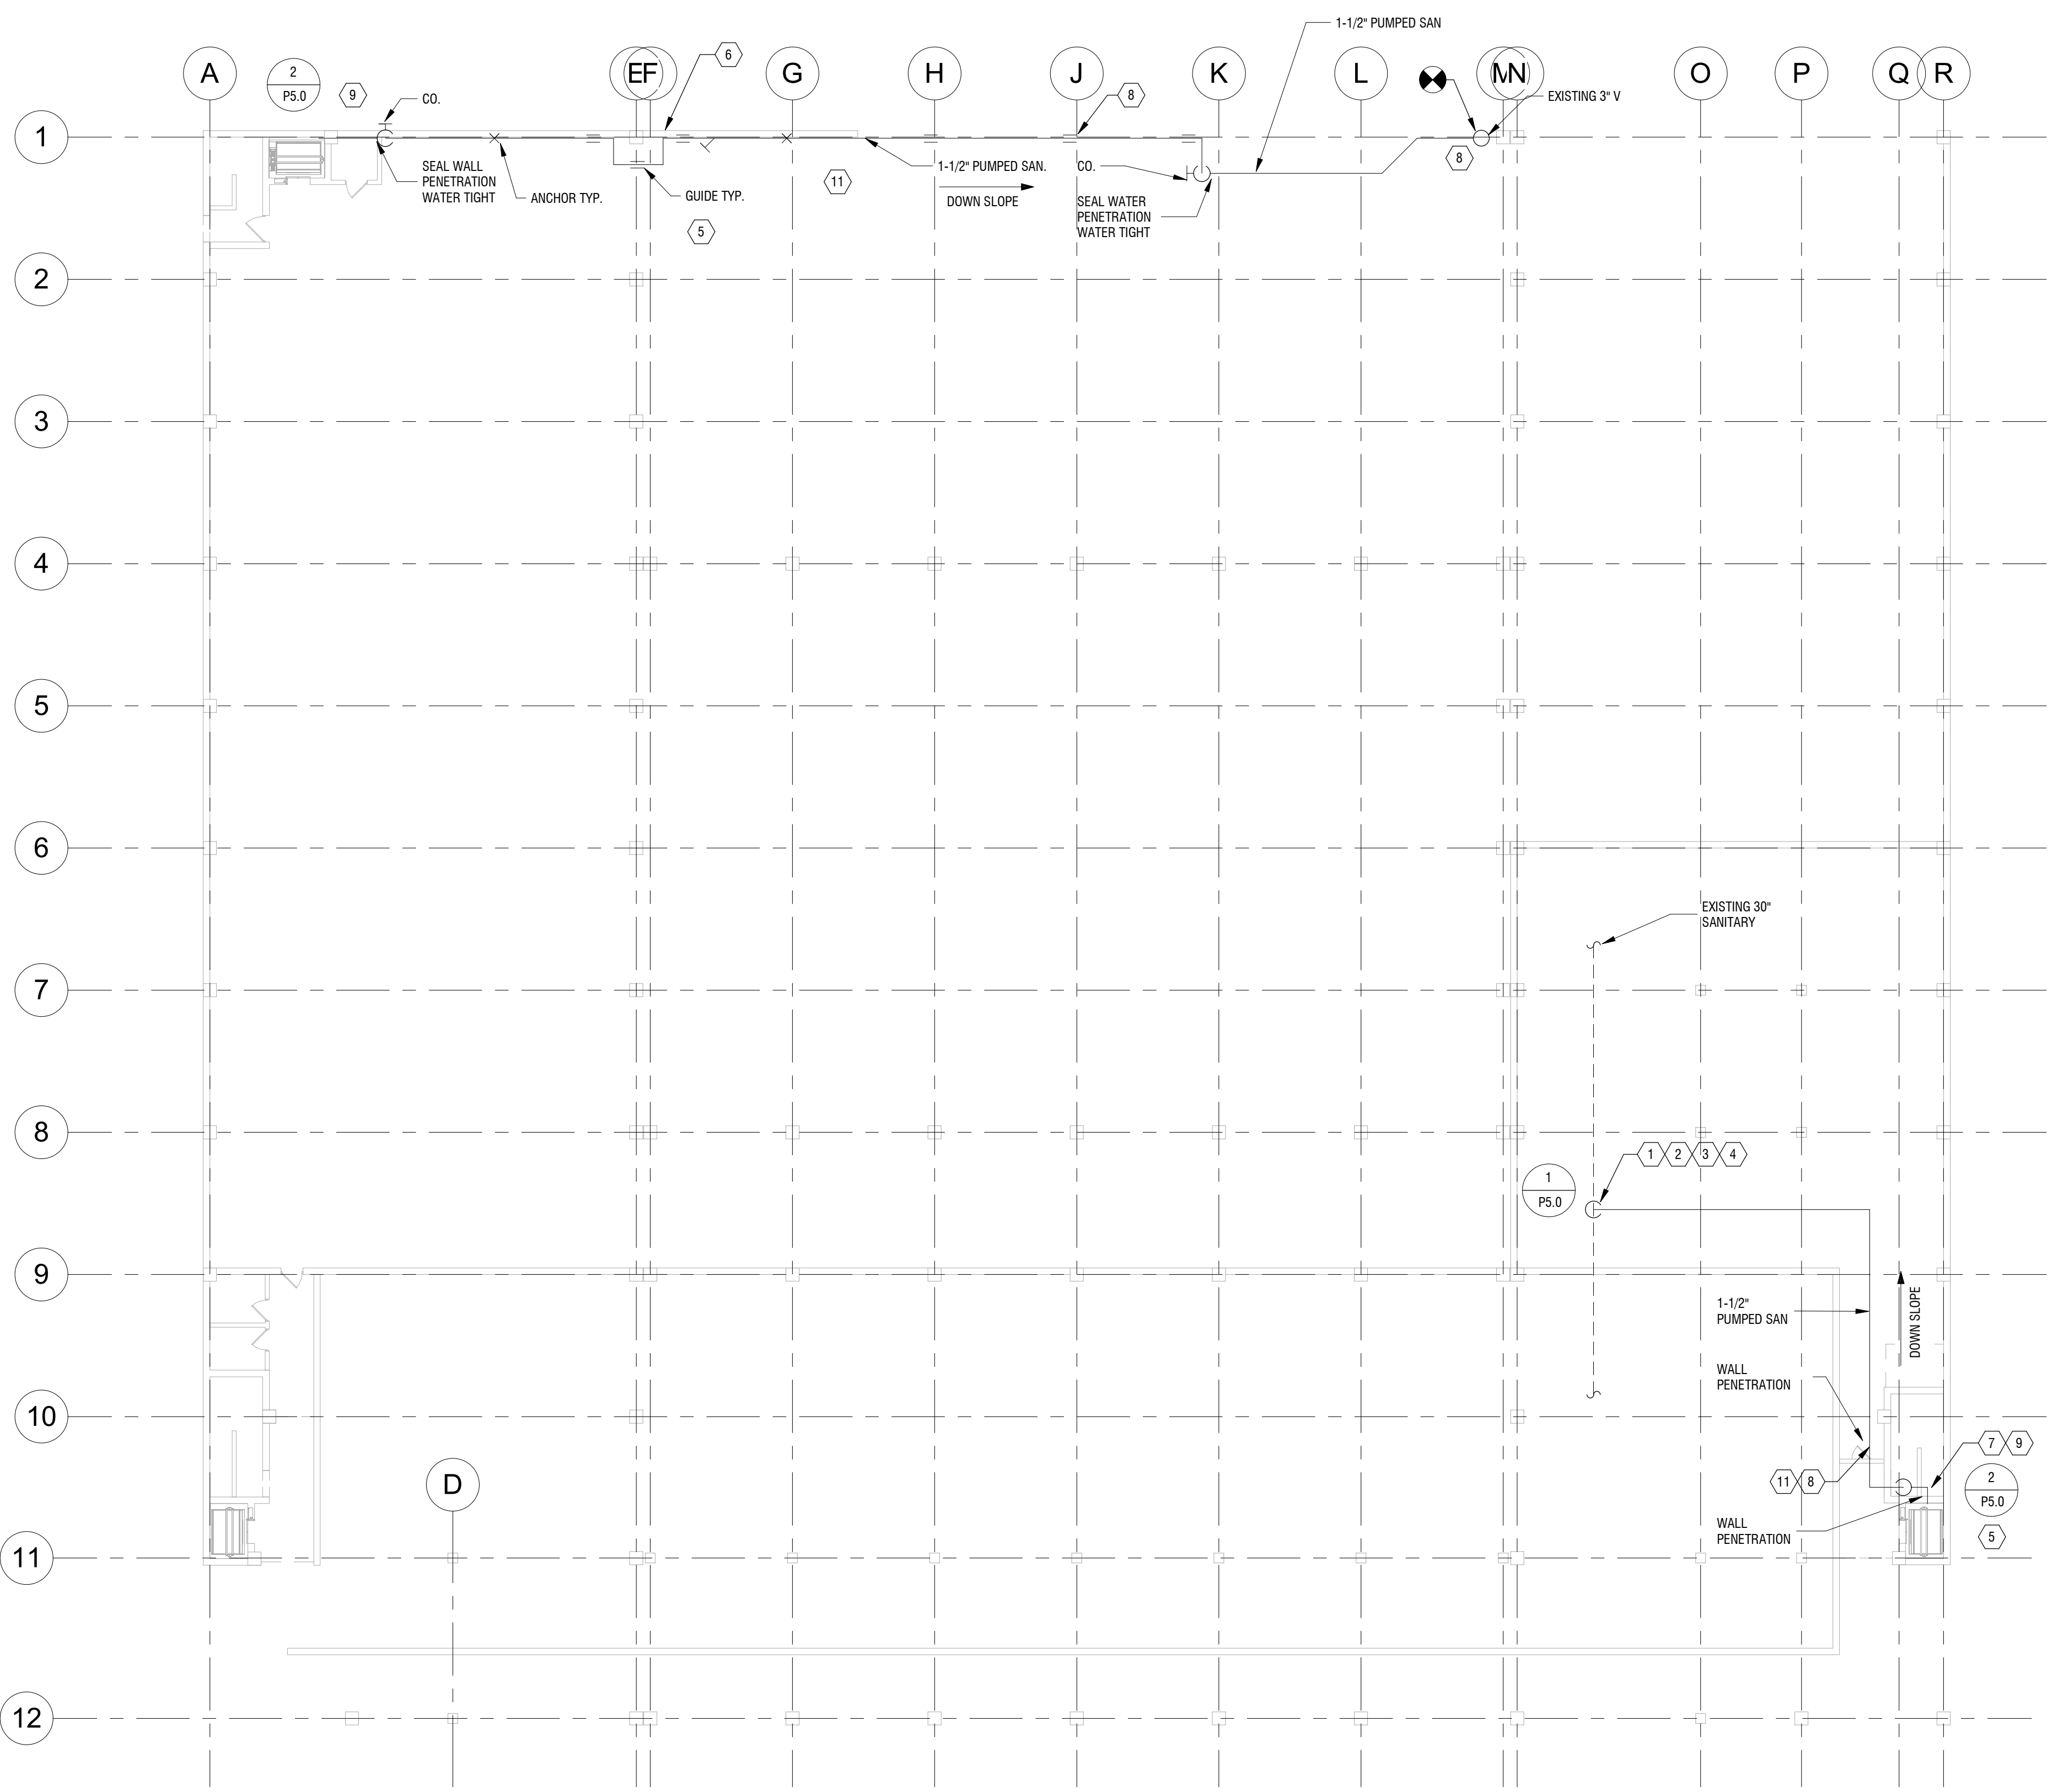 1-1/2" PUMPED SAN
A
2
P5.0
9
CO.
E
F
6
G
H
J
8
K
L
M
N
EXISTING 3" V
O
P
Q
R
1
SEAL WALL
PENETRATION
WATER TIGHT
ANCHOR TYP.
GUIDE TYP.
5
11
1-1/2" PUMPED SAN.
DOWN SLOPE
CO.
SEAL WATER
PENETRATION
WATER TIGHT
8
2
3
4
5
6
EXISTING 30"
SANITARY
7
8
1
2
3
4
1
P5.0
9
1-1/2"
PUMPED SAN
DOWN SLOPE
WALL
PENETRATION
10
7
9
11
8
2
P5.0
D
WALL
PENETRATION
5
11
12